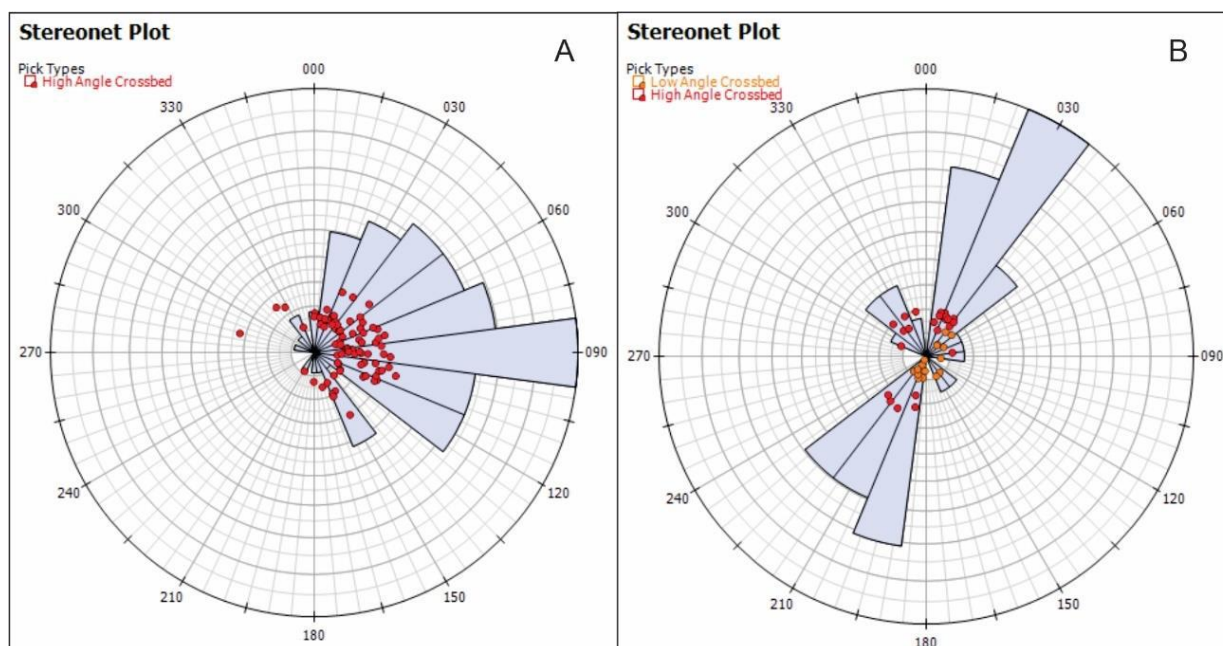 Stereonet Plot
A
Pick Types
High Angle Crossbed
000
330
030
300
060
270
090
240
120
210
150
180
Stereonet Plot
B
Pick Types
Low Angle Crossbed
High Angle Crossbed
000
330
030
300
060
270
090
240
120
210
150
180